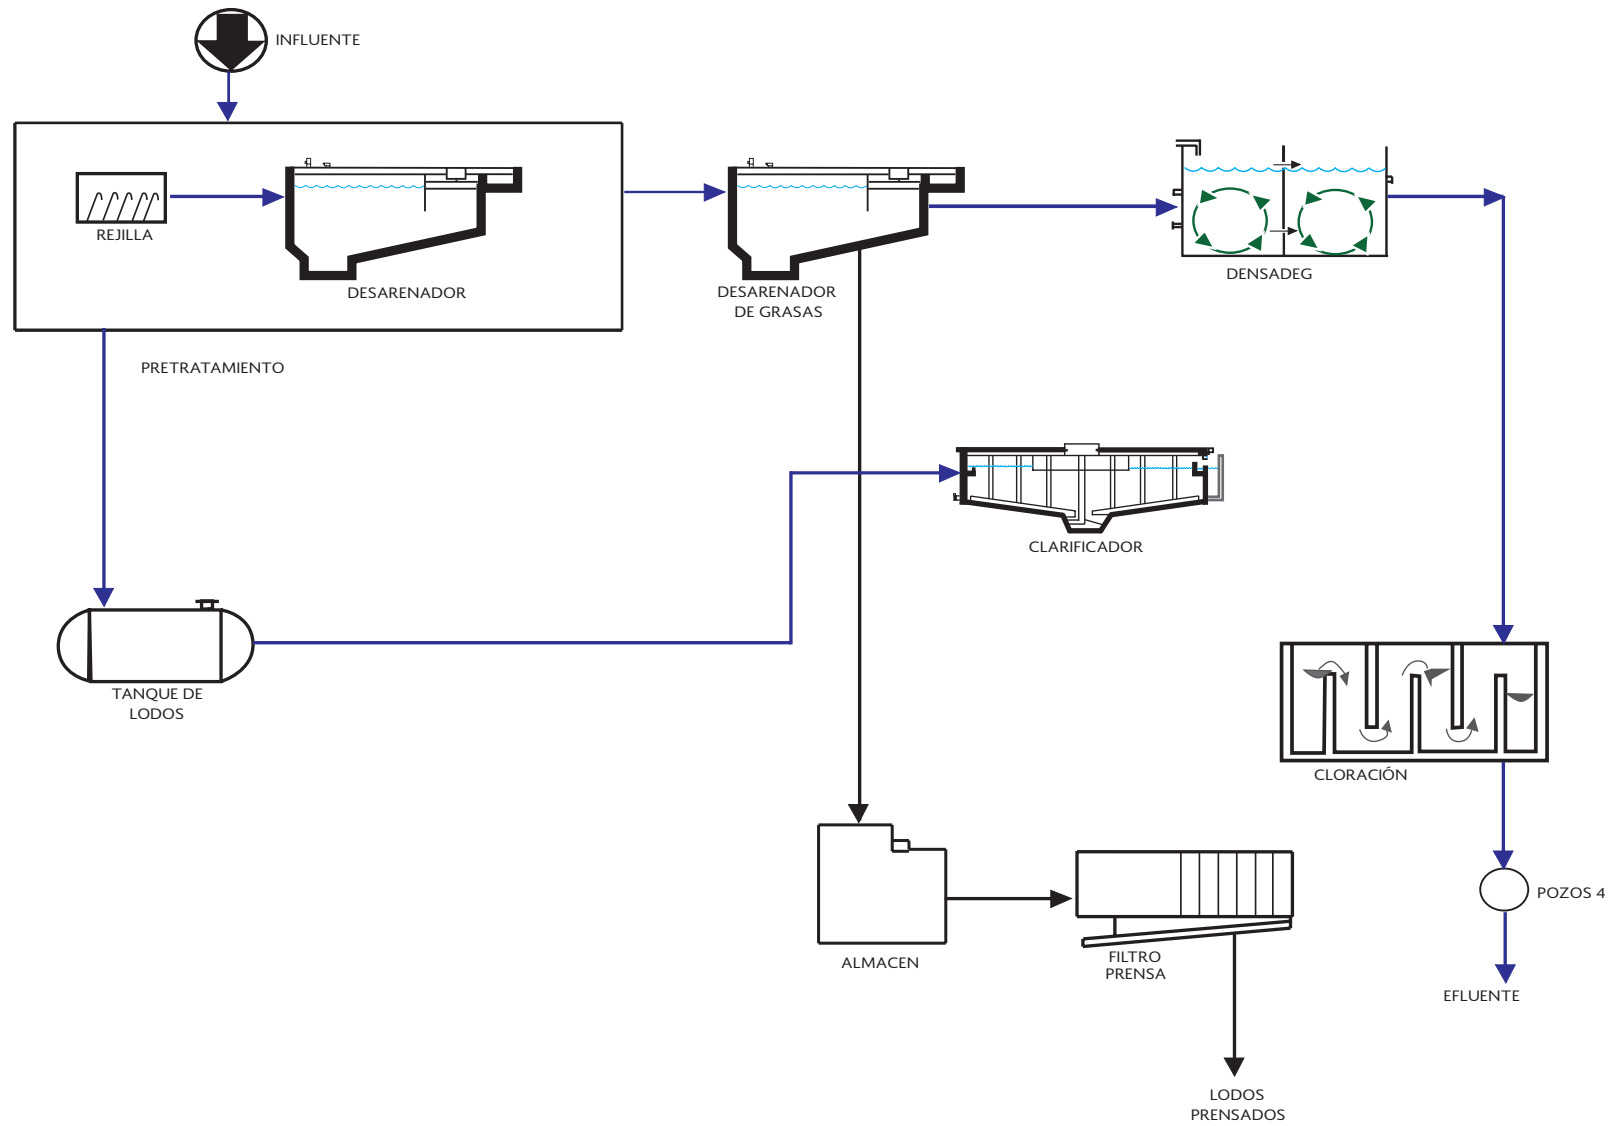 INFLUENTE
REJILLA
DESARENADOR
DESARENADOR
DE GRASAS
DENSADEG
PRETRATAMIENTO
CLARIFICADOR
TANQUE DE
LODOS
CLORACIÓN
POZOS 4
ALMACEN
FILTRO
PRENSA
EFLUENTE
LODOS
PRENSADOS